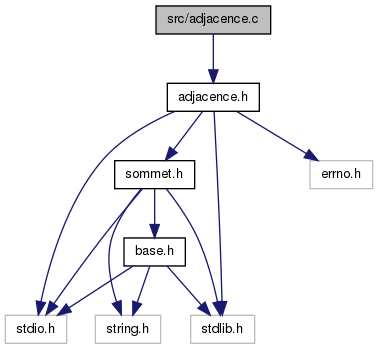 src/adjacence.c
adjacence.h
sommet.h
errno.h
base.h
stdio.h
string.h
stdlib.h